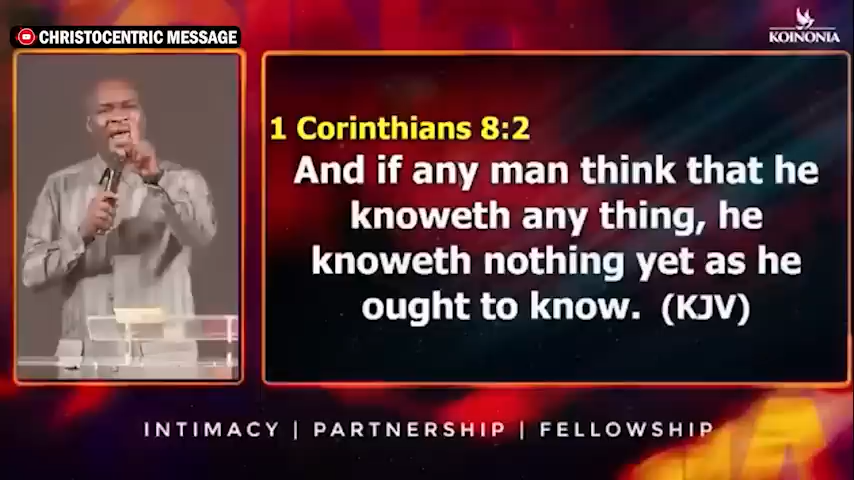 CHRISTOCENTRIC MESSAGE
KOINONIA
1 Corinthians 8:2
And if any man think that he
knoweth any thing, he
knoweth nothing yet as he
ought to know. (KJV)
INTIMACY | PARTNERSHIP | FELLOWSHIP